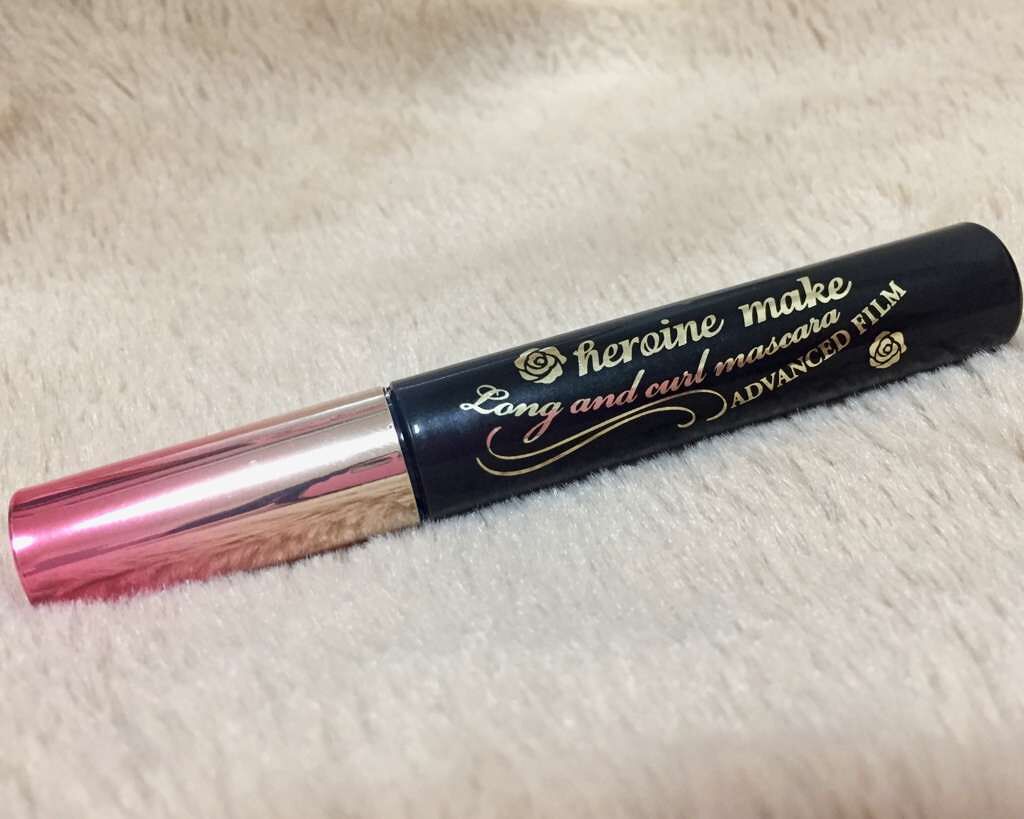 heroine make
Long and curl mascara
ADVANCED FILM